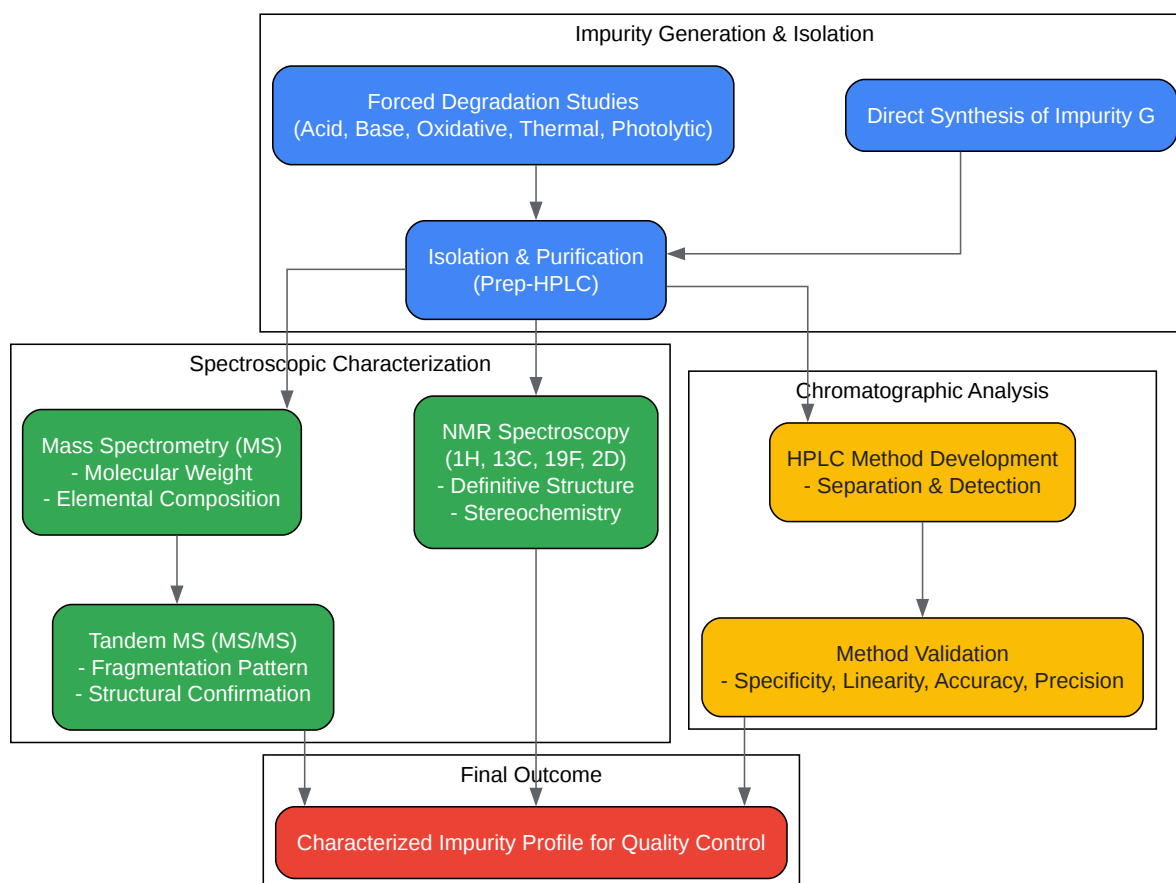 Impurity Generation & Isolation
Forced Degradation Studies
(Acid, Base, Oxidative, Thermal, Photolytic)
Direct Synthesis of Impurity G
Isolation & Purification
(Prep-HPLC)
Spectroscopic Characterization
Mass Spectrometry (MS)
- Molecular Weight
- Elemental Composition
NMR Spectroscopy
(1H, 13C, 19F, 2D)
- Definitive Structure
- Stereochemistry
Tandem MS (MS/MS)
- Fragmentation Pattern
- Structural Confirmation
Chromatographic Analysis
HPLC Method Development
- Separation & Detection
Method Validation
- Specificity, Linearity, Accuracy, Precision
Final Outcome
Characterized Impurity Profile for Quality Control